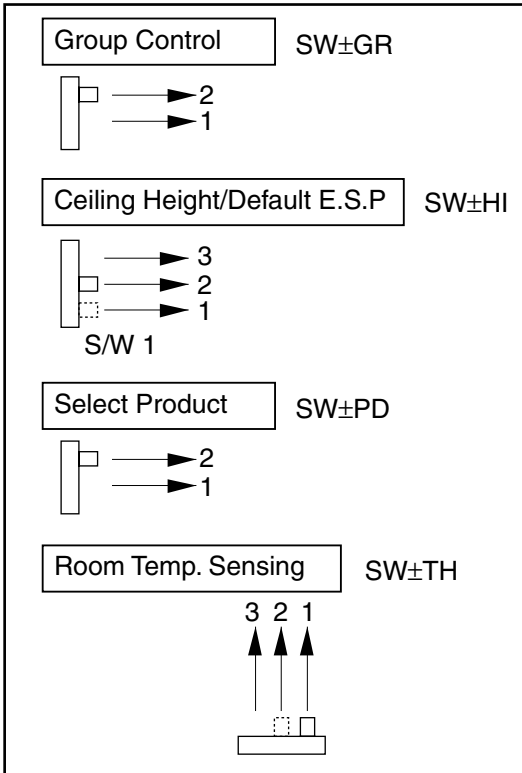 Group Control SW±GR
2
1
Ceiling Height/Default E.S.P SW±HI
3
2
1
S/W 1
Select Product SW±PD
2
1
Room Temp. Sensing SW±TH
3 2 1